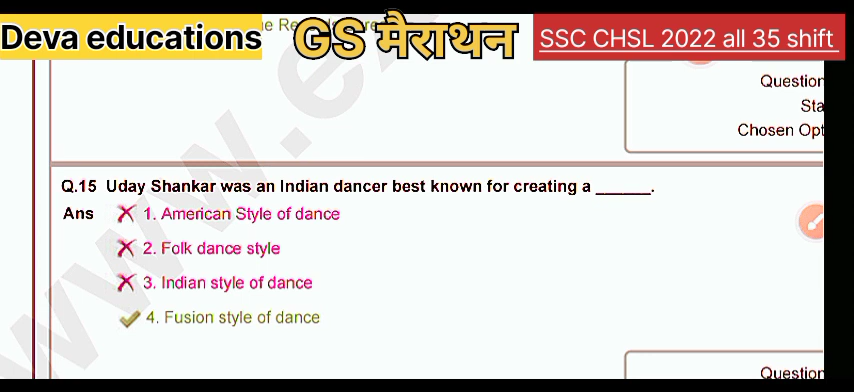 Deva educations
GS मैराथन
SSC CHSL 2022 all 35 shift
Question
Sta
Chosen Opt
Q.15 Uday Shankar was an Indian dancer best known for creating a ______.
Ans 1. American Style of dance
2. Folk dance style
3. Indian style of dance
4. Fusion style of dance
Question